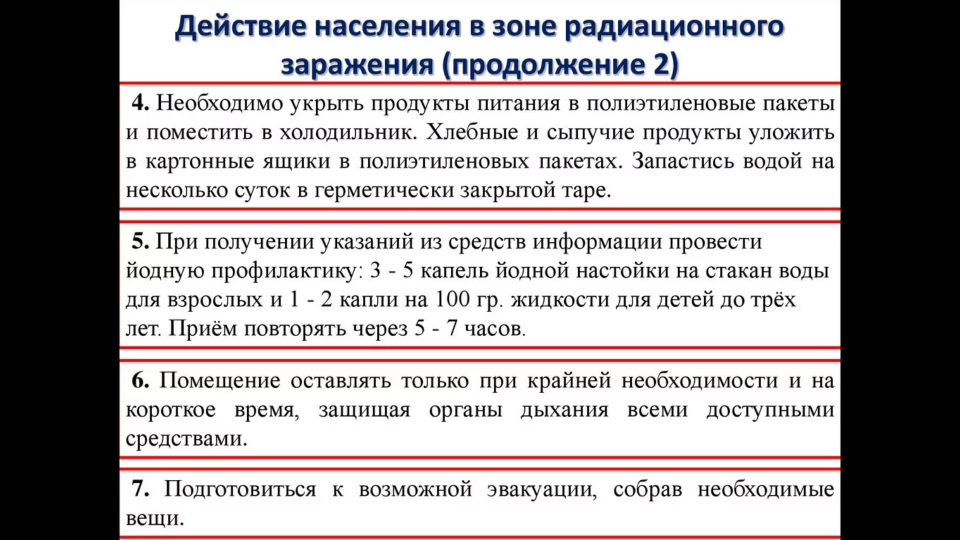 Действие населения в зоне радиационного
заражения (продолжение 2)
4. Необходимо укрыть продукты питания в полиэтиленовые пакеты
и поместить в холодильник. Хлебные и сыпучие продукты уложить
в картонные ящики в полиэтиленовых пакетах. Запастись водой на
несколько суток в герметически закрытой таре.
5. При получении указаний из средств информации провести
йодную профилактику: 3 - 5 капель йодной настойки на стакан воды
для взрослых и 1 - 2 капли на 100 гр. жидкости для детей до трёх
лет. Приём повторять через 5 - 7 часов.
6. Помещение оставлять только при крайней необходимости и на
короткое время, защищая органы дыхания всеми доступными
средствами.
7. Подготовиться к возможной эвакуации, собрав необходимые
вещи.